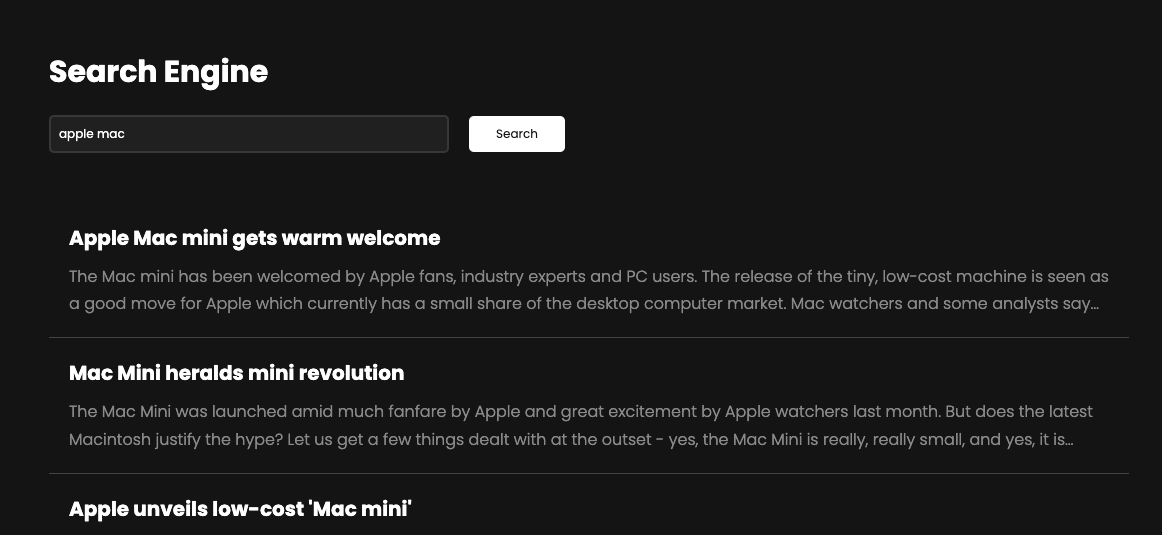 Search Engine
apple mac
Search
Apple Mac mini gets warm welcome
The Mac mini has been welcomed by Apple fans, industry experts and PC users. The release of the tiny, low-cost machine is seen as
a good move for Apple which currently has a small share of the desktop computer market. Mac watchers and some analysts say...
Mac Mini heralds mini revolution
The Mac Mini was launched amid much fanfare by Apple and great excitement by Apple watchers last month. But does the latest
Macintosh justify the hype? Let us get a few things dealt with at the outset - yes, the Mac Mini is really, really small, and yes, it is...
Apple unveils low-cost 'Mac mini'